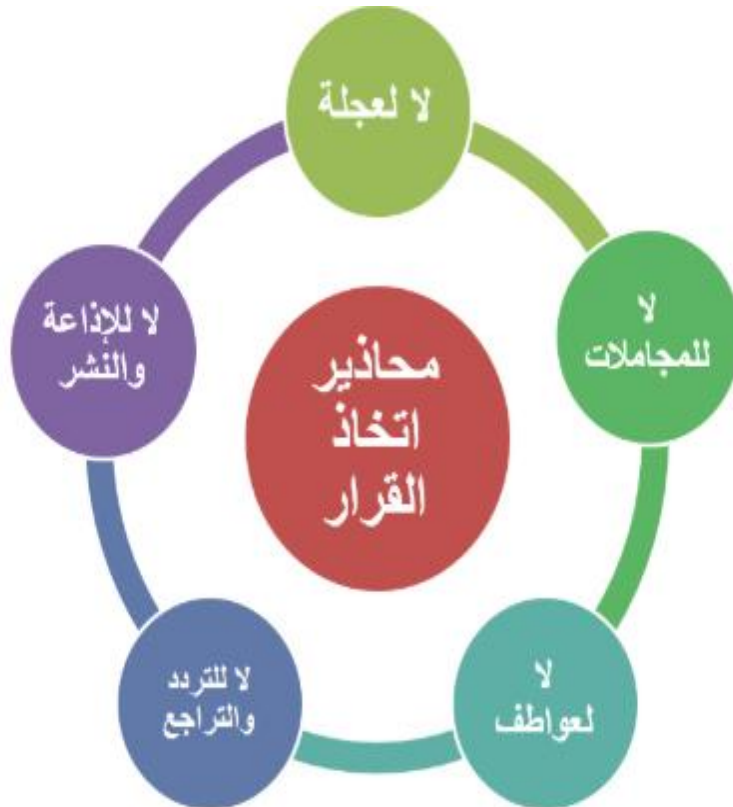 لا لعجلة
لا
للمجاملات
لا
لعواطف
لا للتردد
والتراجع
لا للإذاعة
والنشر
محاذير
اتخاذ
القرار